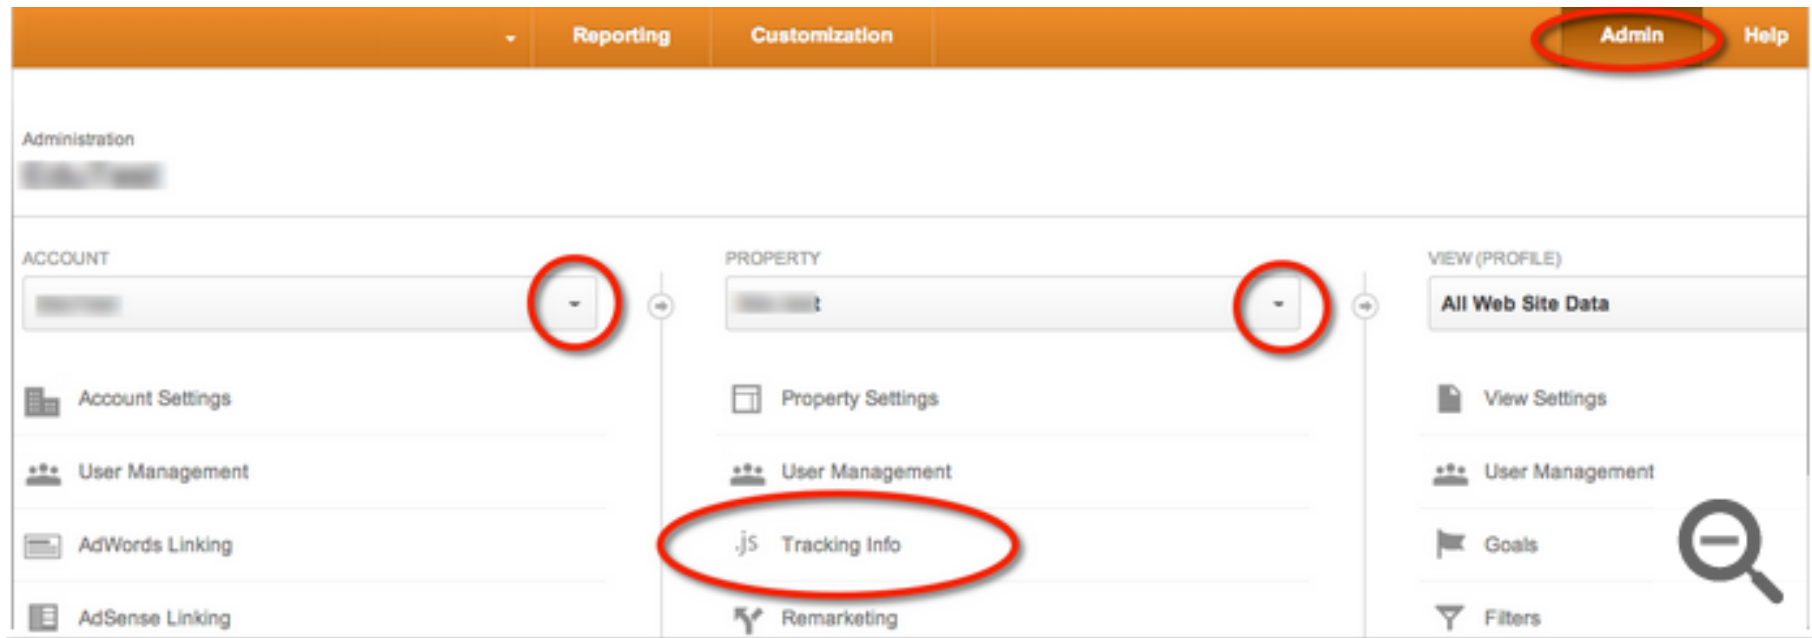 Reporting
Customization
Admin
Help
Administration
ACCOUNT
Account Settings
User Management
AdWords Linking
AdSense Linking
PROPERTY
Property Settings
User Management
.js Tracking Info
Remarketing
VIEW (PROFILE)
All Web Site Data
View Settings
User Management
Goals
Filters